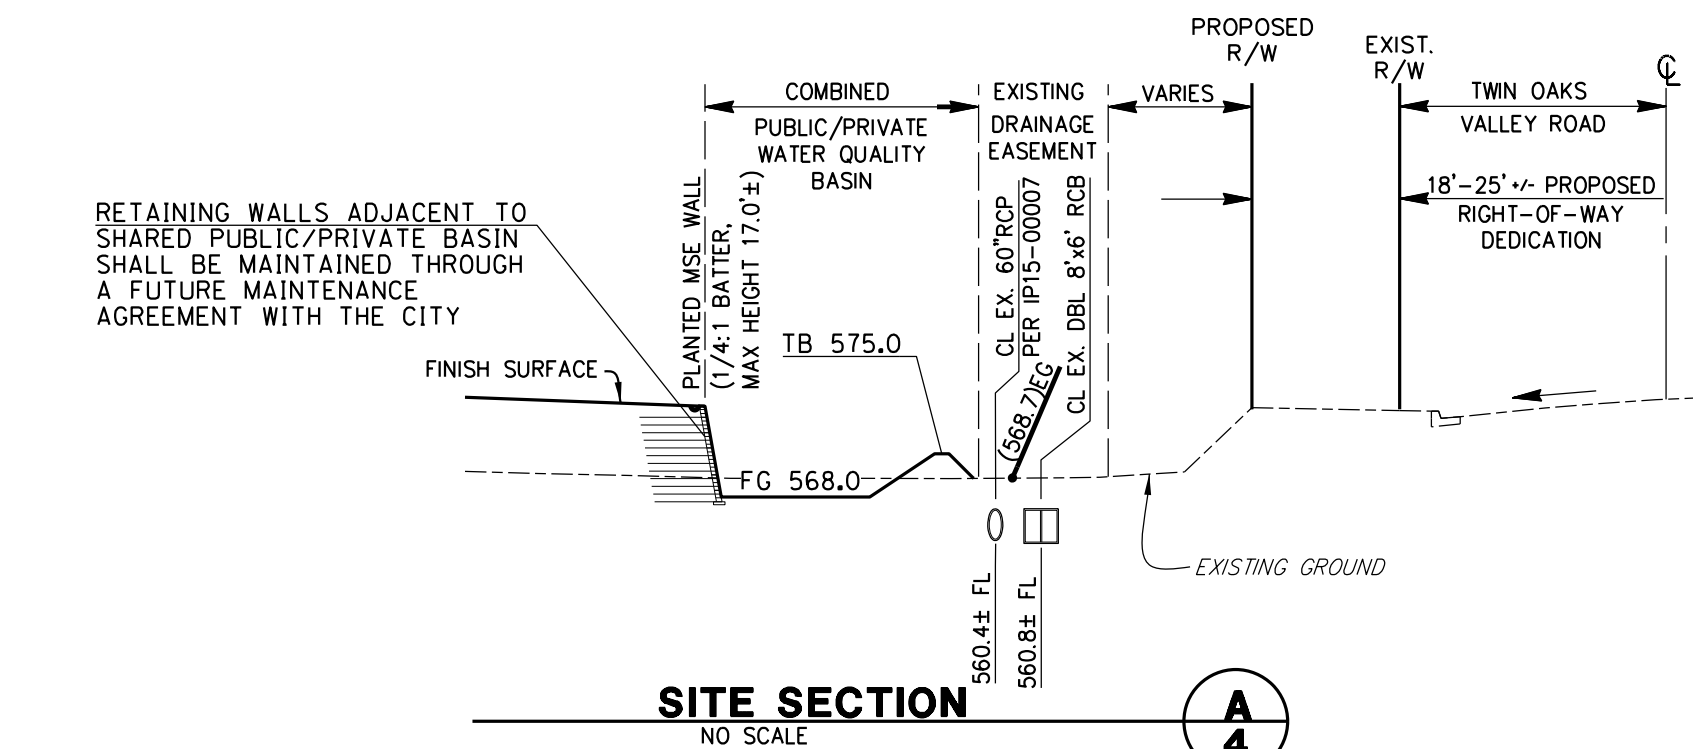 PROPOSED
R/W
EXIST.
R/W
℄
COMBINED
PUBLIC/PRIVATE
WATER QUALITY
BASIN
EXISTING
DRAINAGE
EASEMENT
VARIES
TWIN OAKS
VALLEY ROAD
18'-25' +/- PROPOSED
RIGHT-OF-WAY
DEDICATION
RETAINING WALLS ADJACENT TO
SHARED PUBLIC/PRIVATE BASIN
SHALL BE MAINTAINED THROUGH
A FUTURE MAINTENANCE
AGREEMENT WITH THE CITY
PLANTED MSE WALL
(1/4:1 BATTER,
MAX HEIGHT 17.0'±)
CL EX. 60"RCP
PER IP15-00007
CL EX. DBL 8'x6' RCB
TB 575.0
FINISH SURFACE
(568.7)EG
FG 568.0
EXISTING GROUND
560.4± FL
560.8± FL
SITE SECTION
NO SCALE
A
4